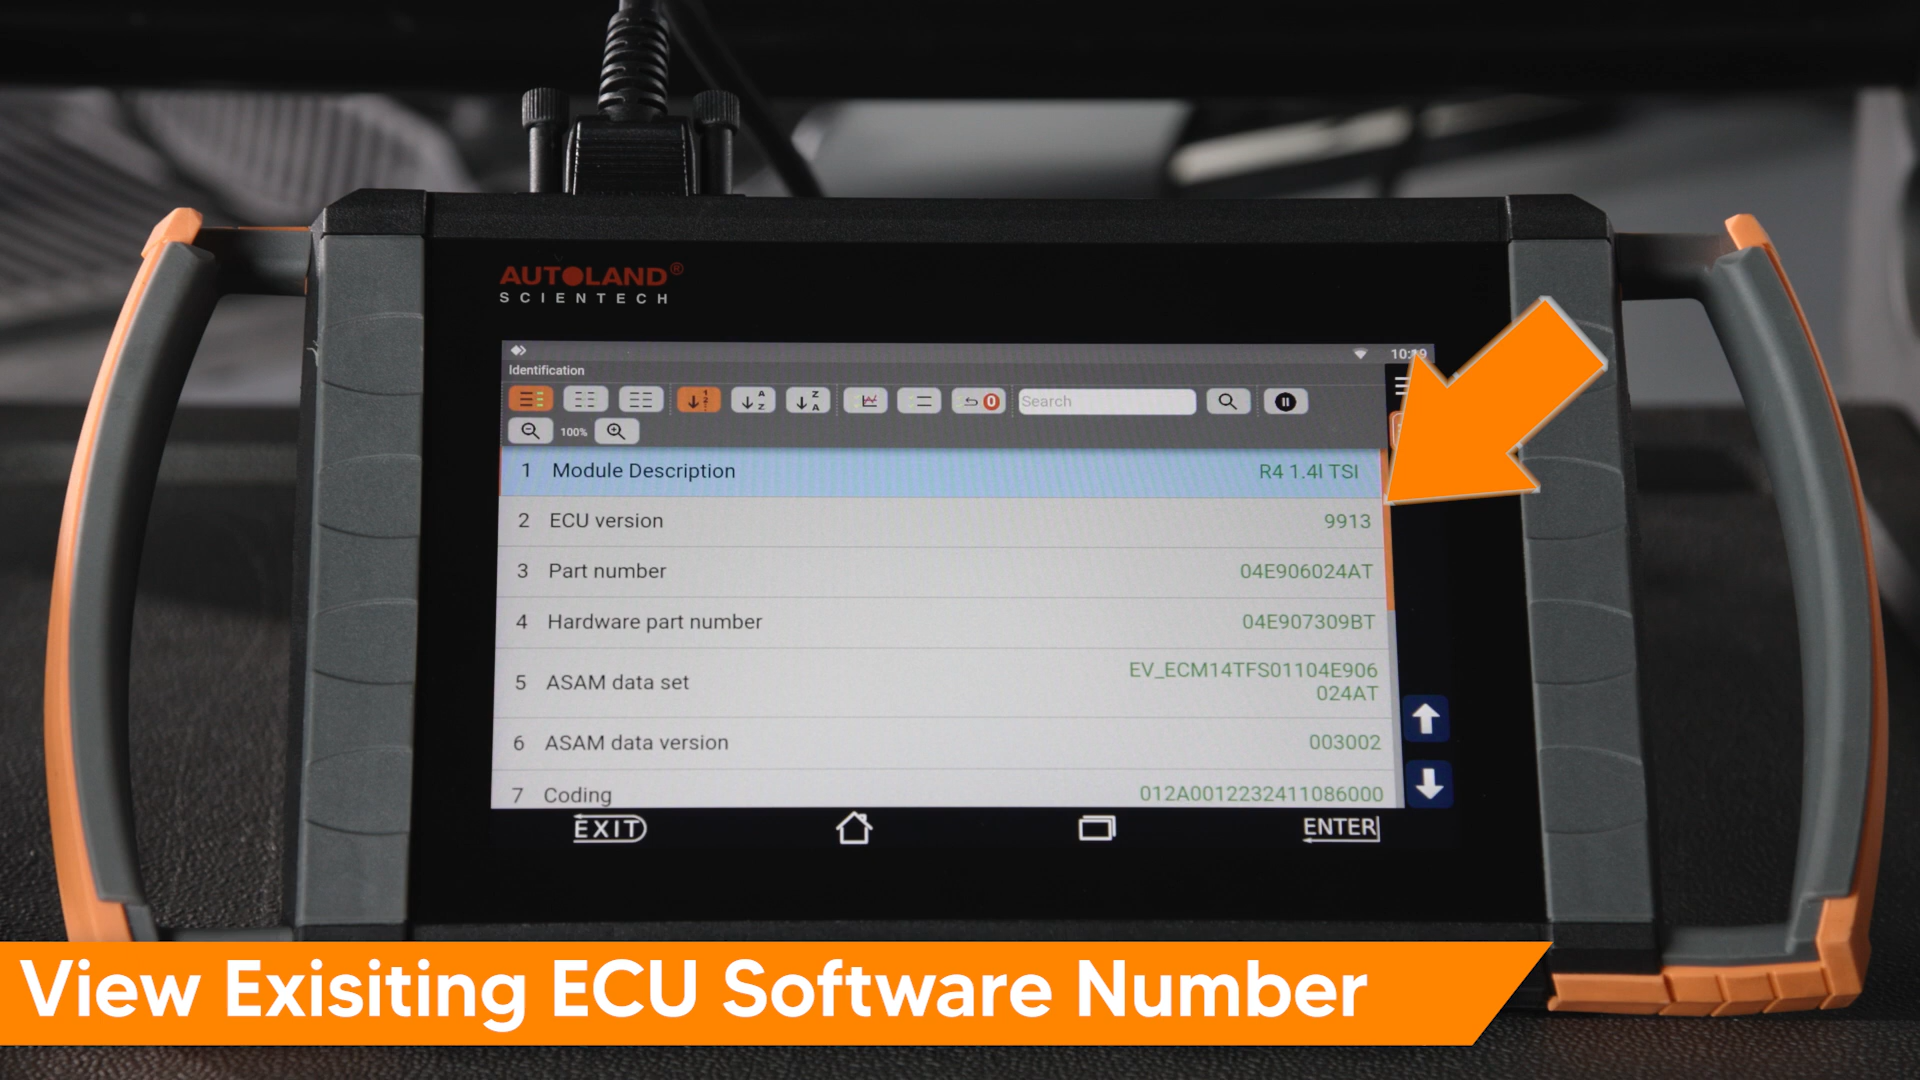 AUTOLAND®
SCIENTECH
Identification
Search
100%
1 Module Description R4 1.4l TSI
2 ECU version 9913
3 Part number 04E906024AT
4 Hardware part number 04E907309BT
5 ASAM data set EV_ECM14TFS01104E906
024AT
6 ASAM data version 003002
7 Coding 012A0012232411086000
EXIT ENTER
View Exisiting ECU Software Number